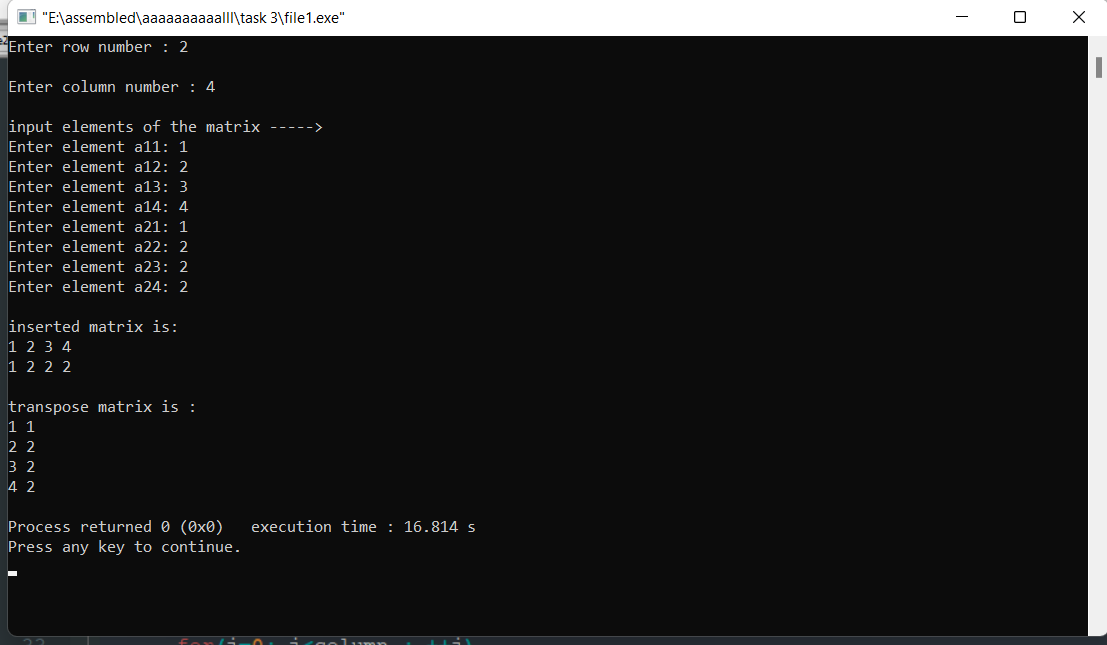 "E:\assembled\aaaaaaaaaalll\task 3\file1.exe"
Enter row number : 2
Enter column number : 4
input elements of the matrix ----->
Enter element a11: 1
Enter element a12: 2
Enter element a13: 3
Enter element a14: 4
Enter element a21: 1
Enter element a22: 2
Enter element a23: 2
Enter element a24: 2
inserted matrix is:
1 2 3 4
1 2 2 2
transpose matrix is :
1 1
2 2
3 2
4 2
Process returned 0 (0x0)   execution time : 16.814 s
Press any key to continue.